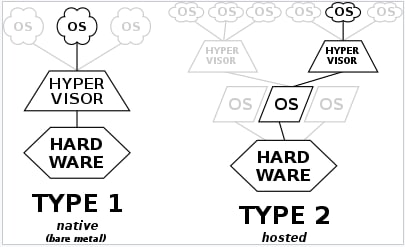 OS OS OS
HYPER
VISOR
HARD
WARE
TYPE 1
native
(bare metal)
OS OS OS OS OS OS
HYPER
VISOR
HYPER
VISOR
OS OS OS
HARD
WARE
TYPE 2
hosted